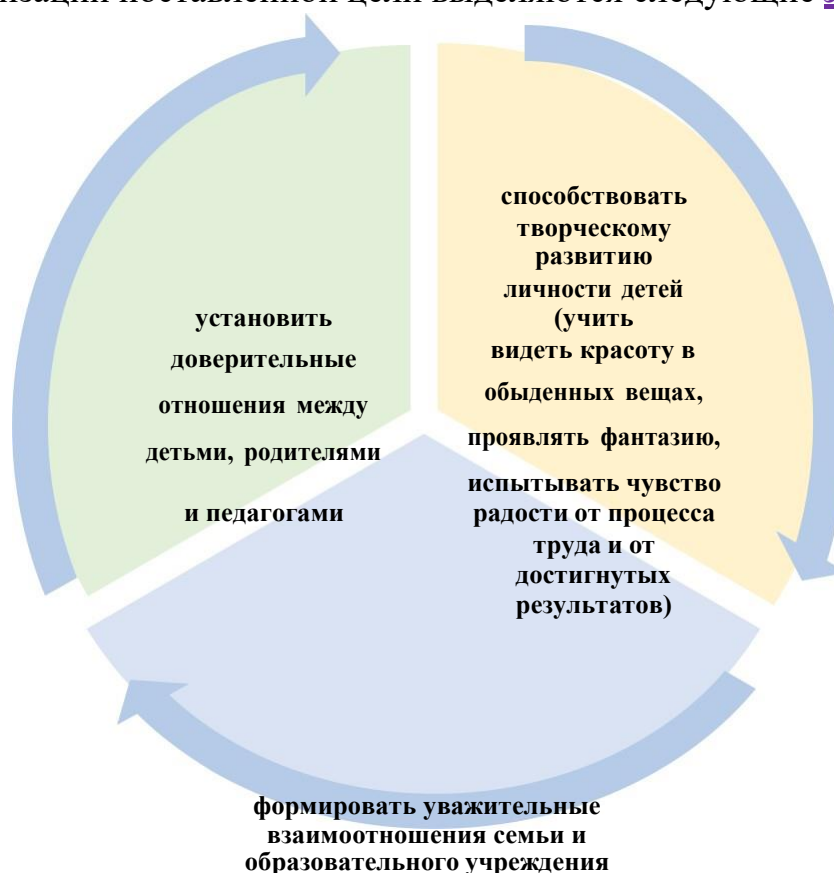 поставленной цели выделяются следующие
способствовать
творческому
развитию
личности детей
(учить
видеть красоту в
обыденных вещах,
проявлять фантазию,
испытывать чувство
радости от процесса
труда и от
достигнутых
результатов)
установить
доверительные
отношения между
детьми, родителями
и педагогами
формировать уважительные
взаимоотношения семьи и
образовательного учреждения